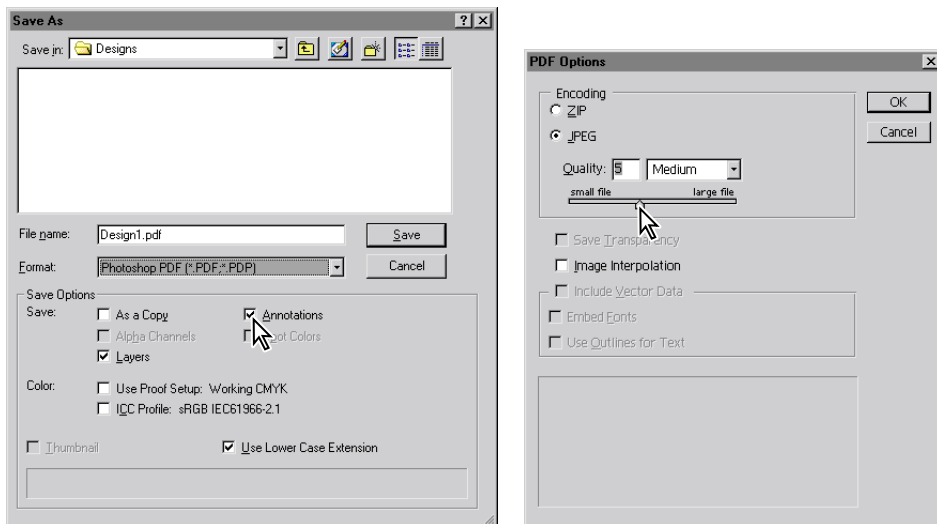 Save As
Save in: Designs
File name: Design1.pdf Save
Format: Photoshop PDF (*.PDF;*.PDP) Cancel
Save Options
Save: As a Copy Annotations
Alpha Channels Spot Colors
Layers
Color: Use Proof Setup: Working CMYK
ICC Profile: sRGB IEC61966-2.1
Thumbnail Use Lower Case Extension
PDF Options
Encoding
ZIP OK
JPEG Cancel
Quality: 5 Medium
small file large file
Save Transparency
Image Interpolation
Include Vector Data
Embed Fonts
Use Outlines for Text